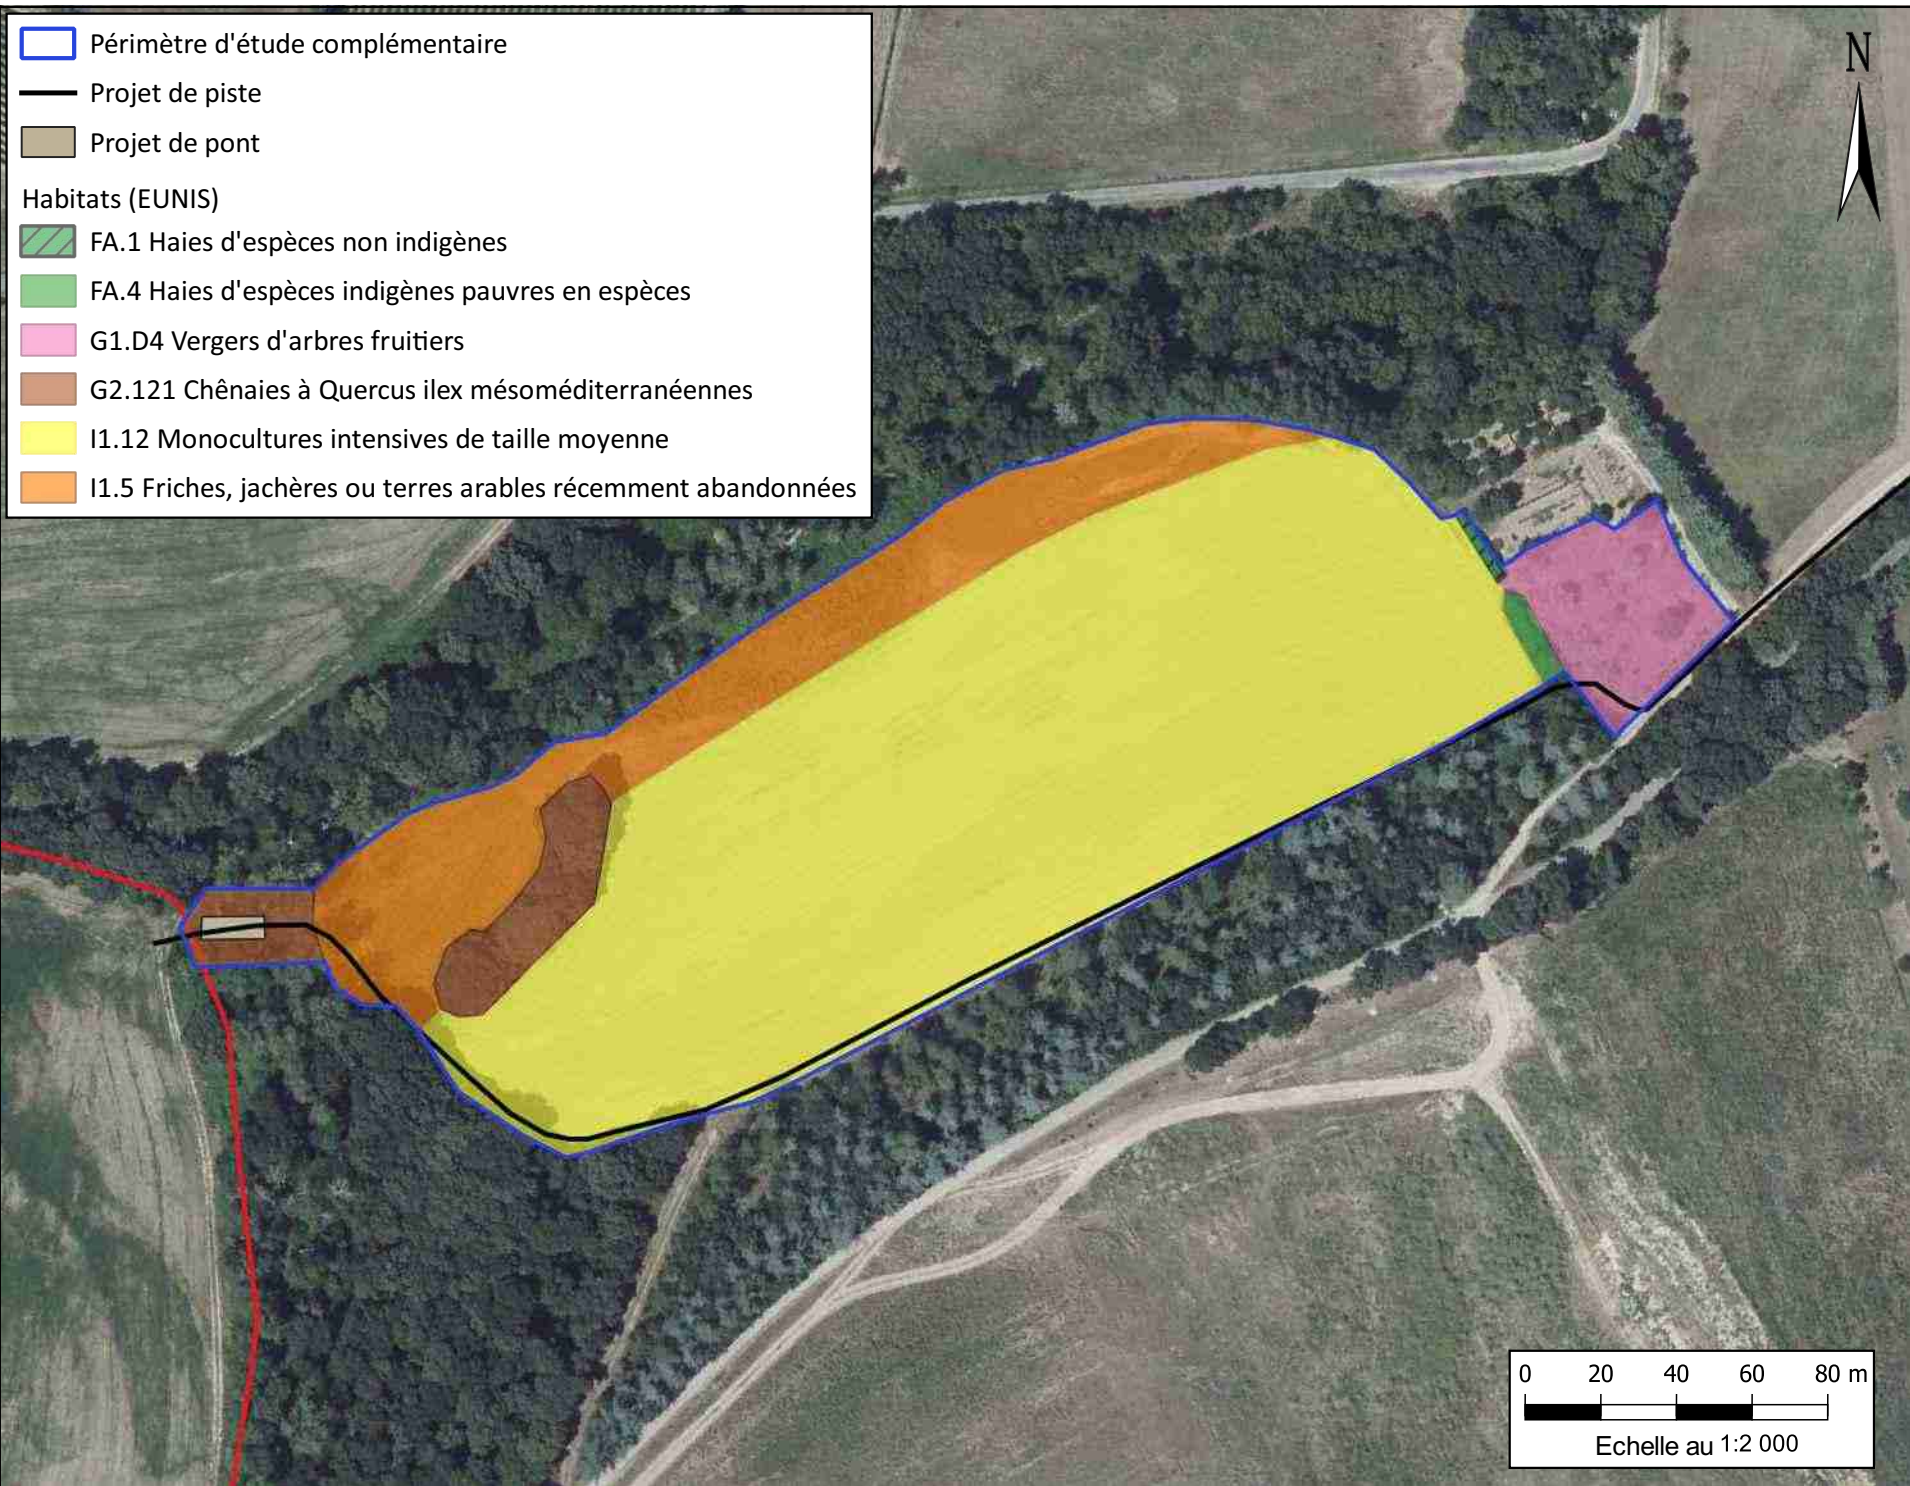 Périmètre d'étude complémentaire
Projet de piste
Projet de pont
Habitats (EUNIS)
FA.1 Haies d'espèces non indigènes
FA.4 Haies d'espèces indigènes pauvres en espèces
G1.D4 Vergers d'arbres fruitiers
G2.121 Chênaies à Quercus ilex mésoméditerranéennes
I1.12 Monocultures intensives de taille moyenne
I1.5 Friches, jachères ou terres arables récemment abandonnées
N
0 20 40 60 80 m
Echelle au 1:2 000